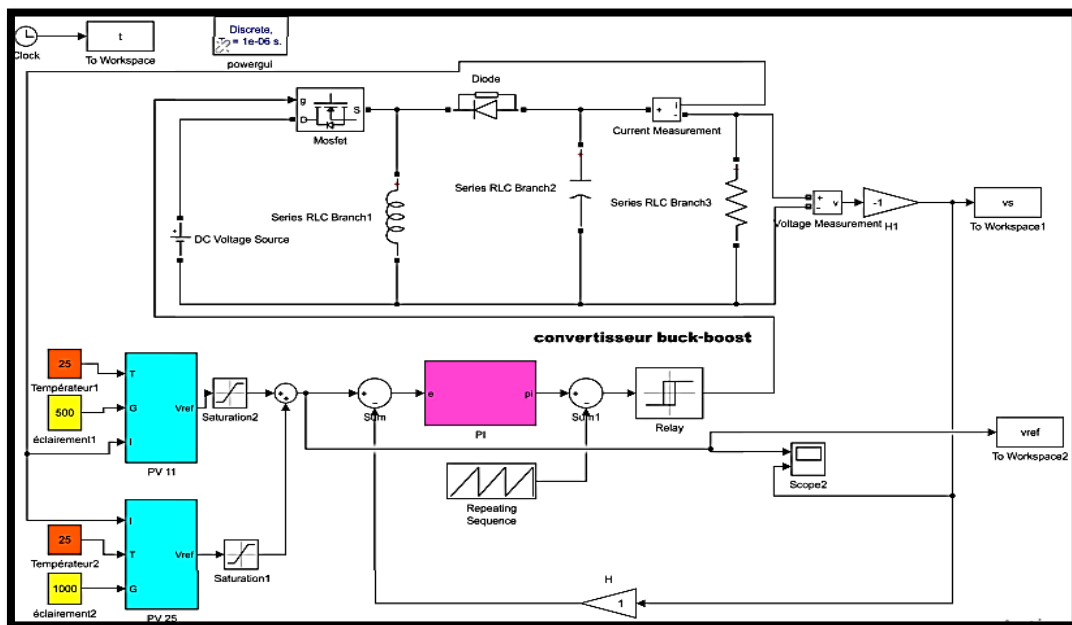 Clock
t
To Workspace
Discrete,
= 1e-06 s.
powergui
Diode
g
D
S
Mosfet
+
i
-
Current Measurement
Series RLC Branch2
Series RLC Branch1
Series RLC Branch3
DC Voltage Source
+
-
v
Voltage Measurement
-1
H1
vs
To Workspace1
convertisseur buck-boost
25
Températeur1
500
éclairement1
T
G
I
Vref
PV 11
Saturation2
Sum
e
pi
PI
Sum1
Relay
Repeating
Sequence
vref
To Workspace2
Scope2
25
Températeur2
1000
éclairement2
I
T
G
Vref
PV 25
Saturation1
H
1